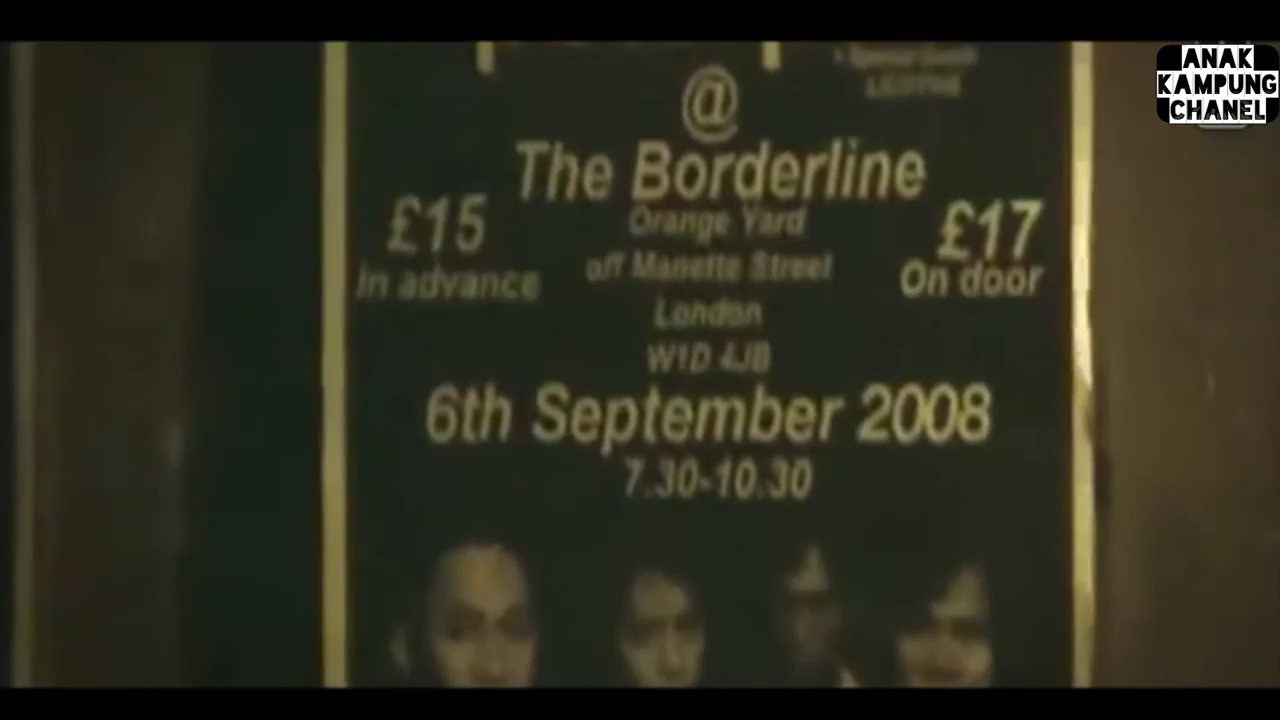 ANAK
KAMPUNG
CHANEL
@
The Borderline
£15
In advance
Orange Yard
off Manette Street
London
W1D 4JB
£17
On door
6th September 2008
7.30-10.30